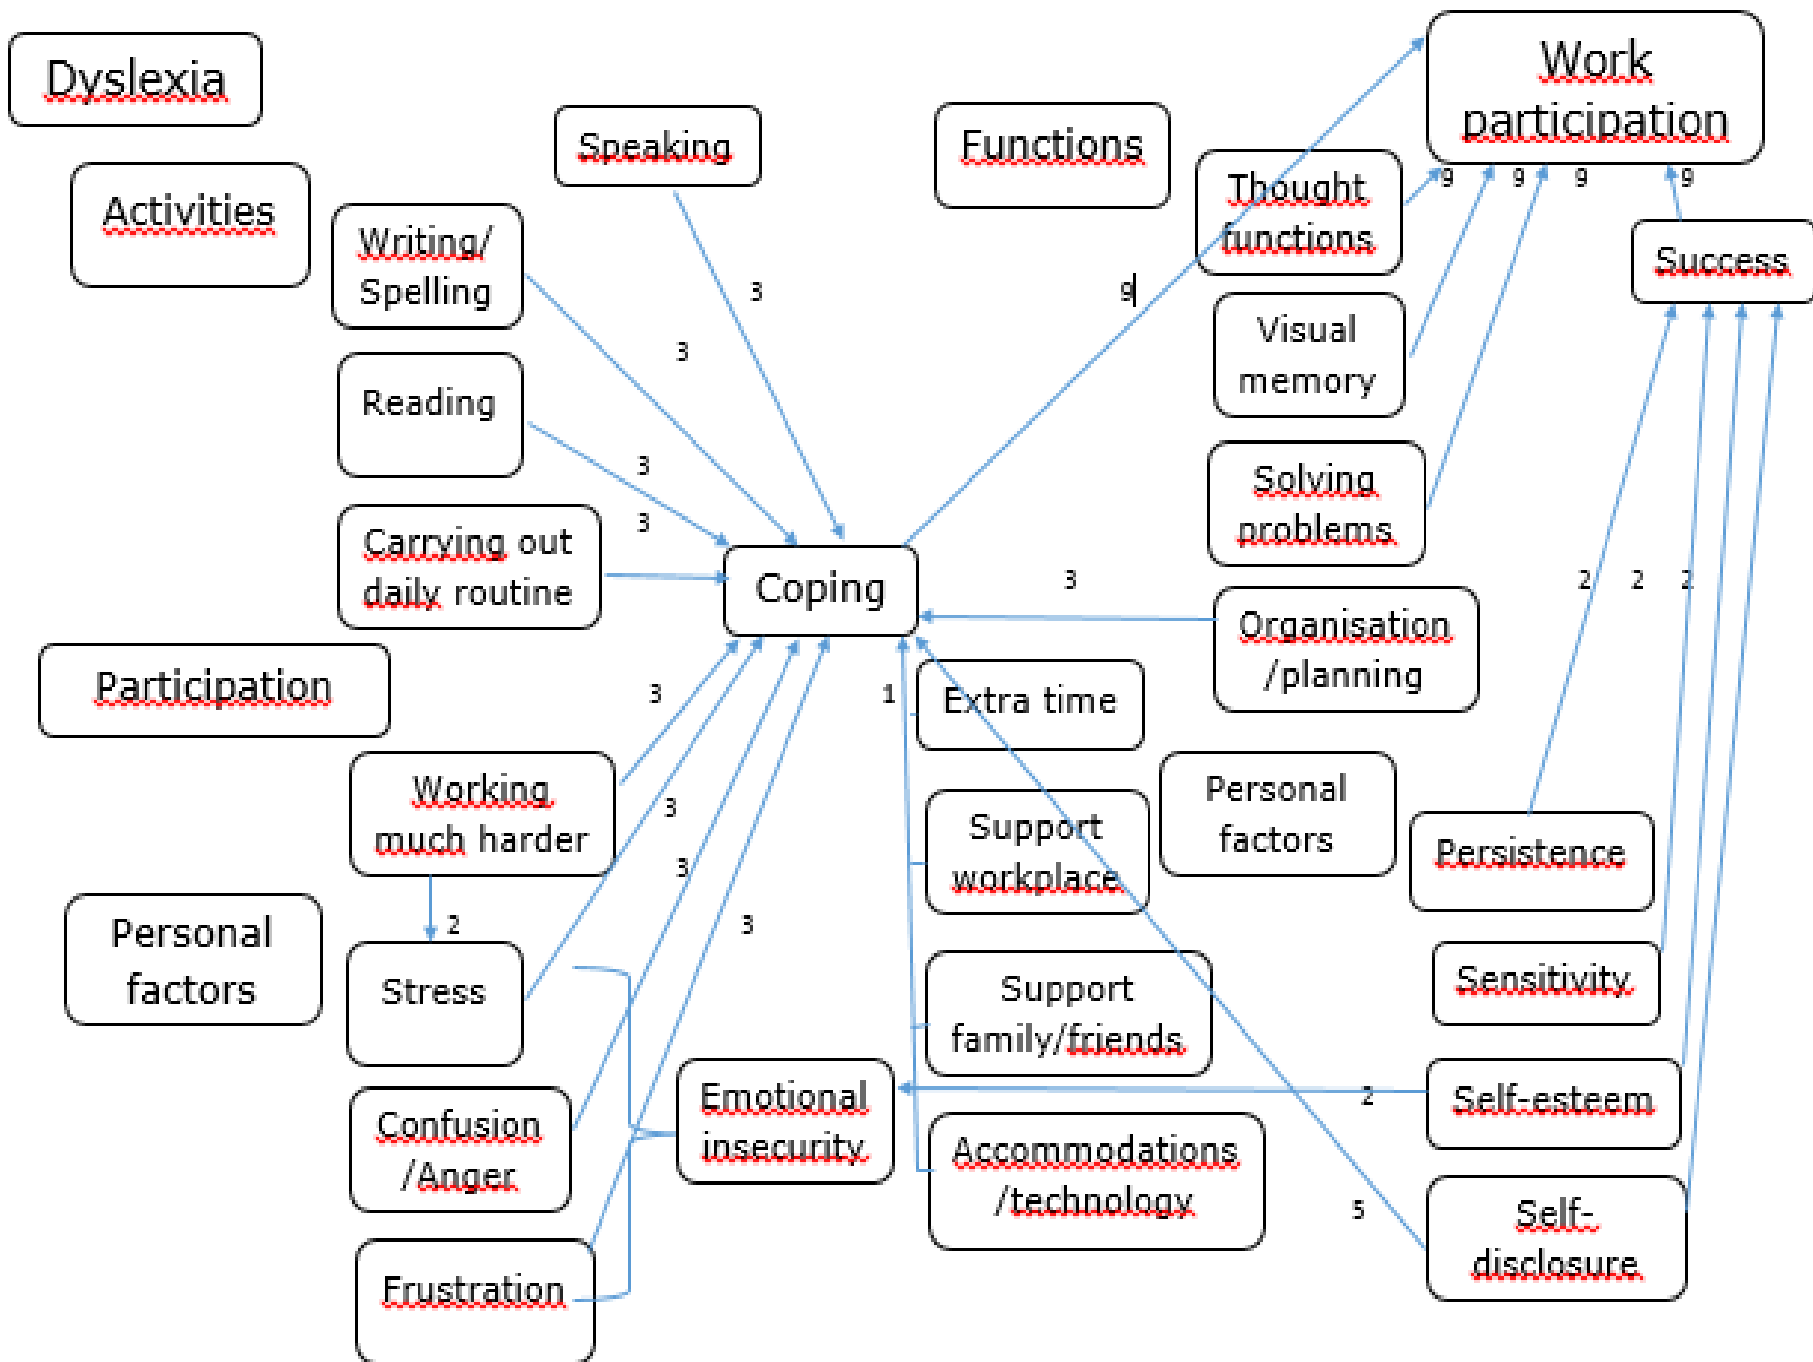 Dyslexia
Work
participation
Speaking
Functions
Activities
Thought
functions
9
9
9
9
Writing/
Spelling
Success
3
9
Visual
memory
3
Reading
3
Solving
problems
3
Carrying out
daily routine
Coping
3
2
2
2
Organisation
/planning
Participation
3
1
Extra time
Working
much harder
3
Support
workplace
Personal
factors
Persistence
3
3
2
Personal
factors
Stress
Support
family/friends
Sensitivity
Confusion
/Anger
Emotional
insecurity
2
Self-esteem
Accommodations
/technology
5
Self-
disclosure
Frustration